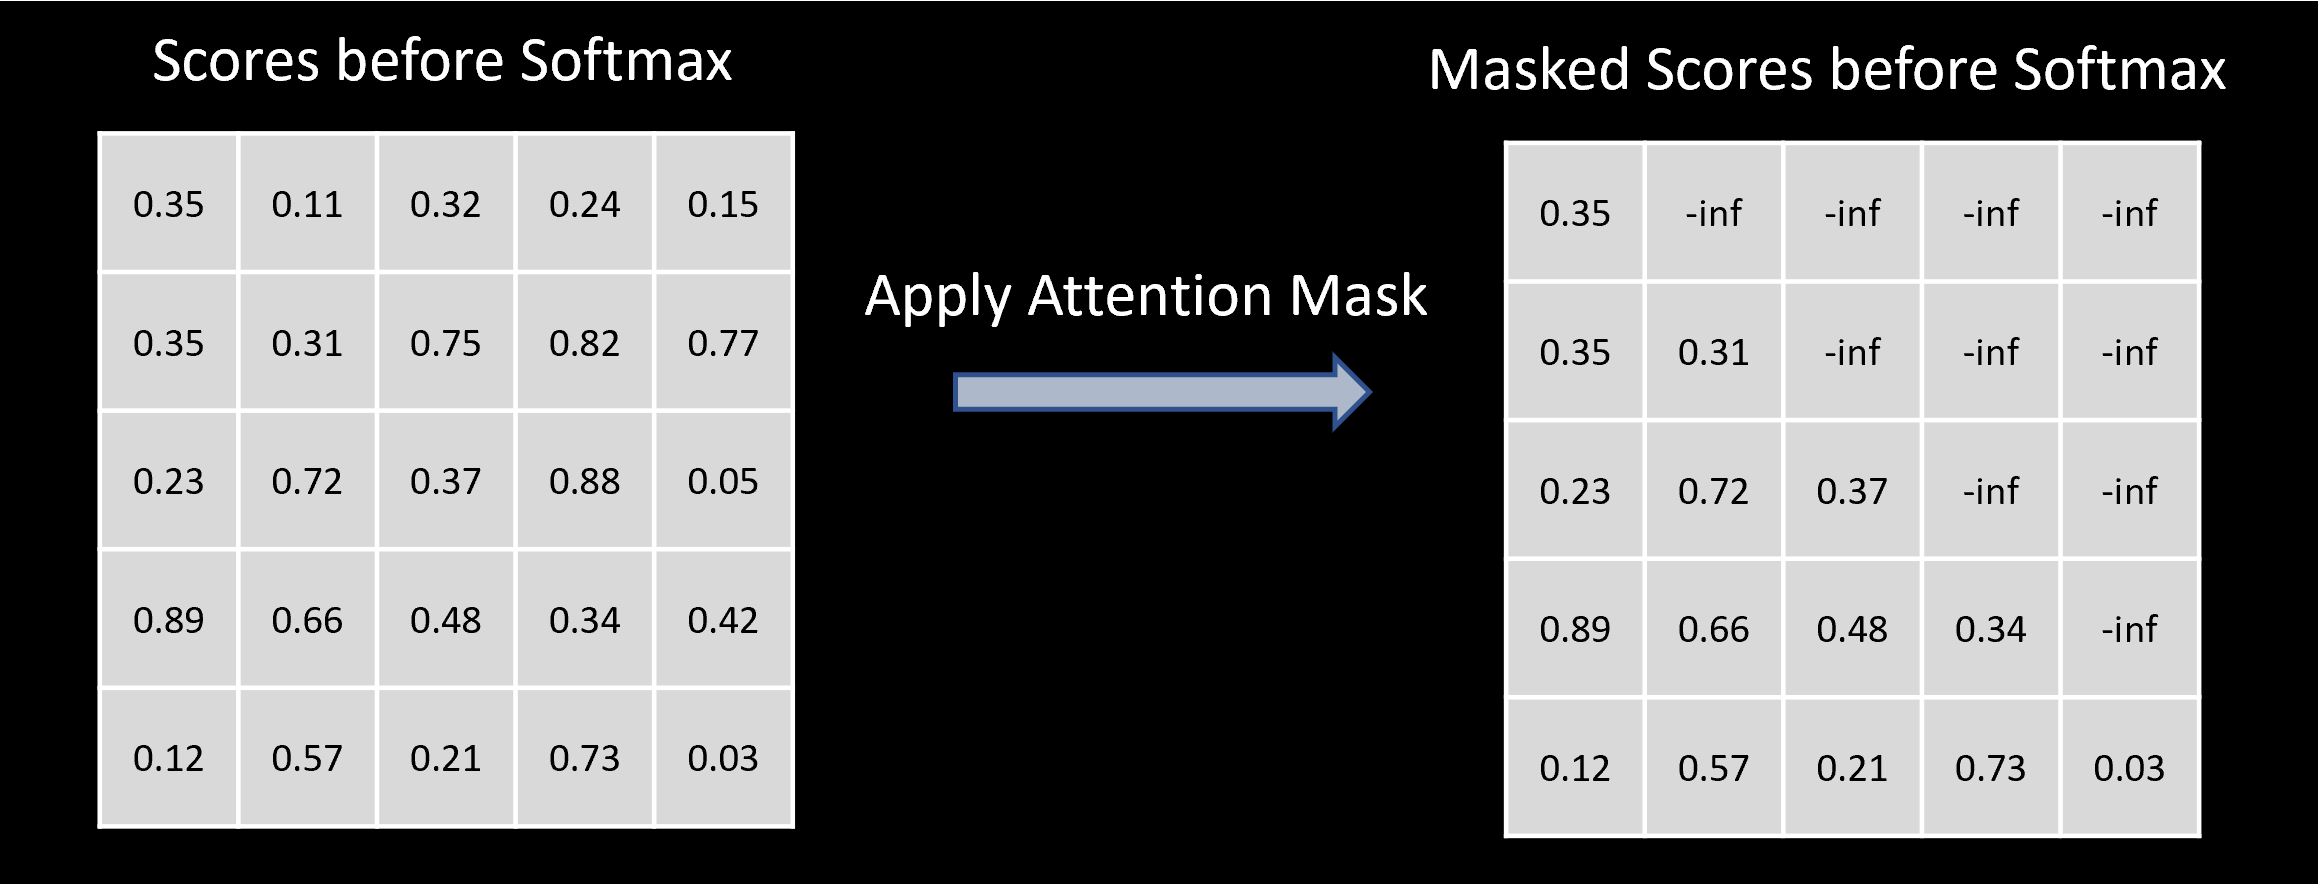 Scores before Softmax
0.35 0.11 0.32 0.24 0.15
0.35 0.31 0.75 0.82 0.77
0.23 0.72 0.37 0.88 0.05
0.89 0.66 0.48 0.34 0.42
0.12 0.57 0.21 0.73 0.03
Apply Attention Mask
Masked Scores before Softmax
0.35 -inf -inf -inf -inf
0.35 0.31 -inf -inf -inf
0.23 0.72 0.37 -inf -inf
0.89 0.66 0.48 0.34 -inf
0.12 0.57 0.21 0.73 0.03